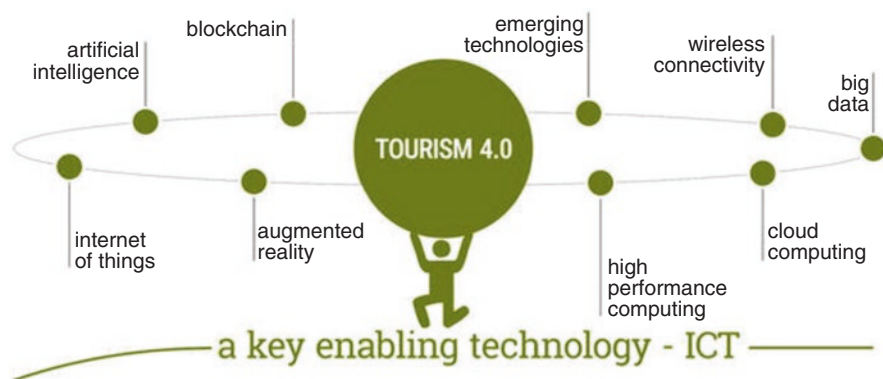 artificial
intelligence
blockchain
emerging
technologies
wireless
connectivity
big
data
TOURISM 4.0
internet
of things
augmented
reality
high
performance
computing
cloud
computing
a key enabling technology - ICT